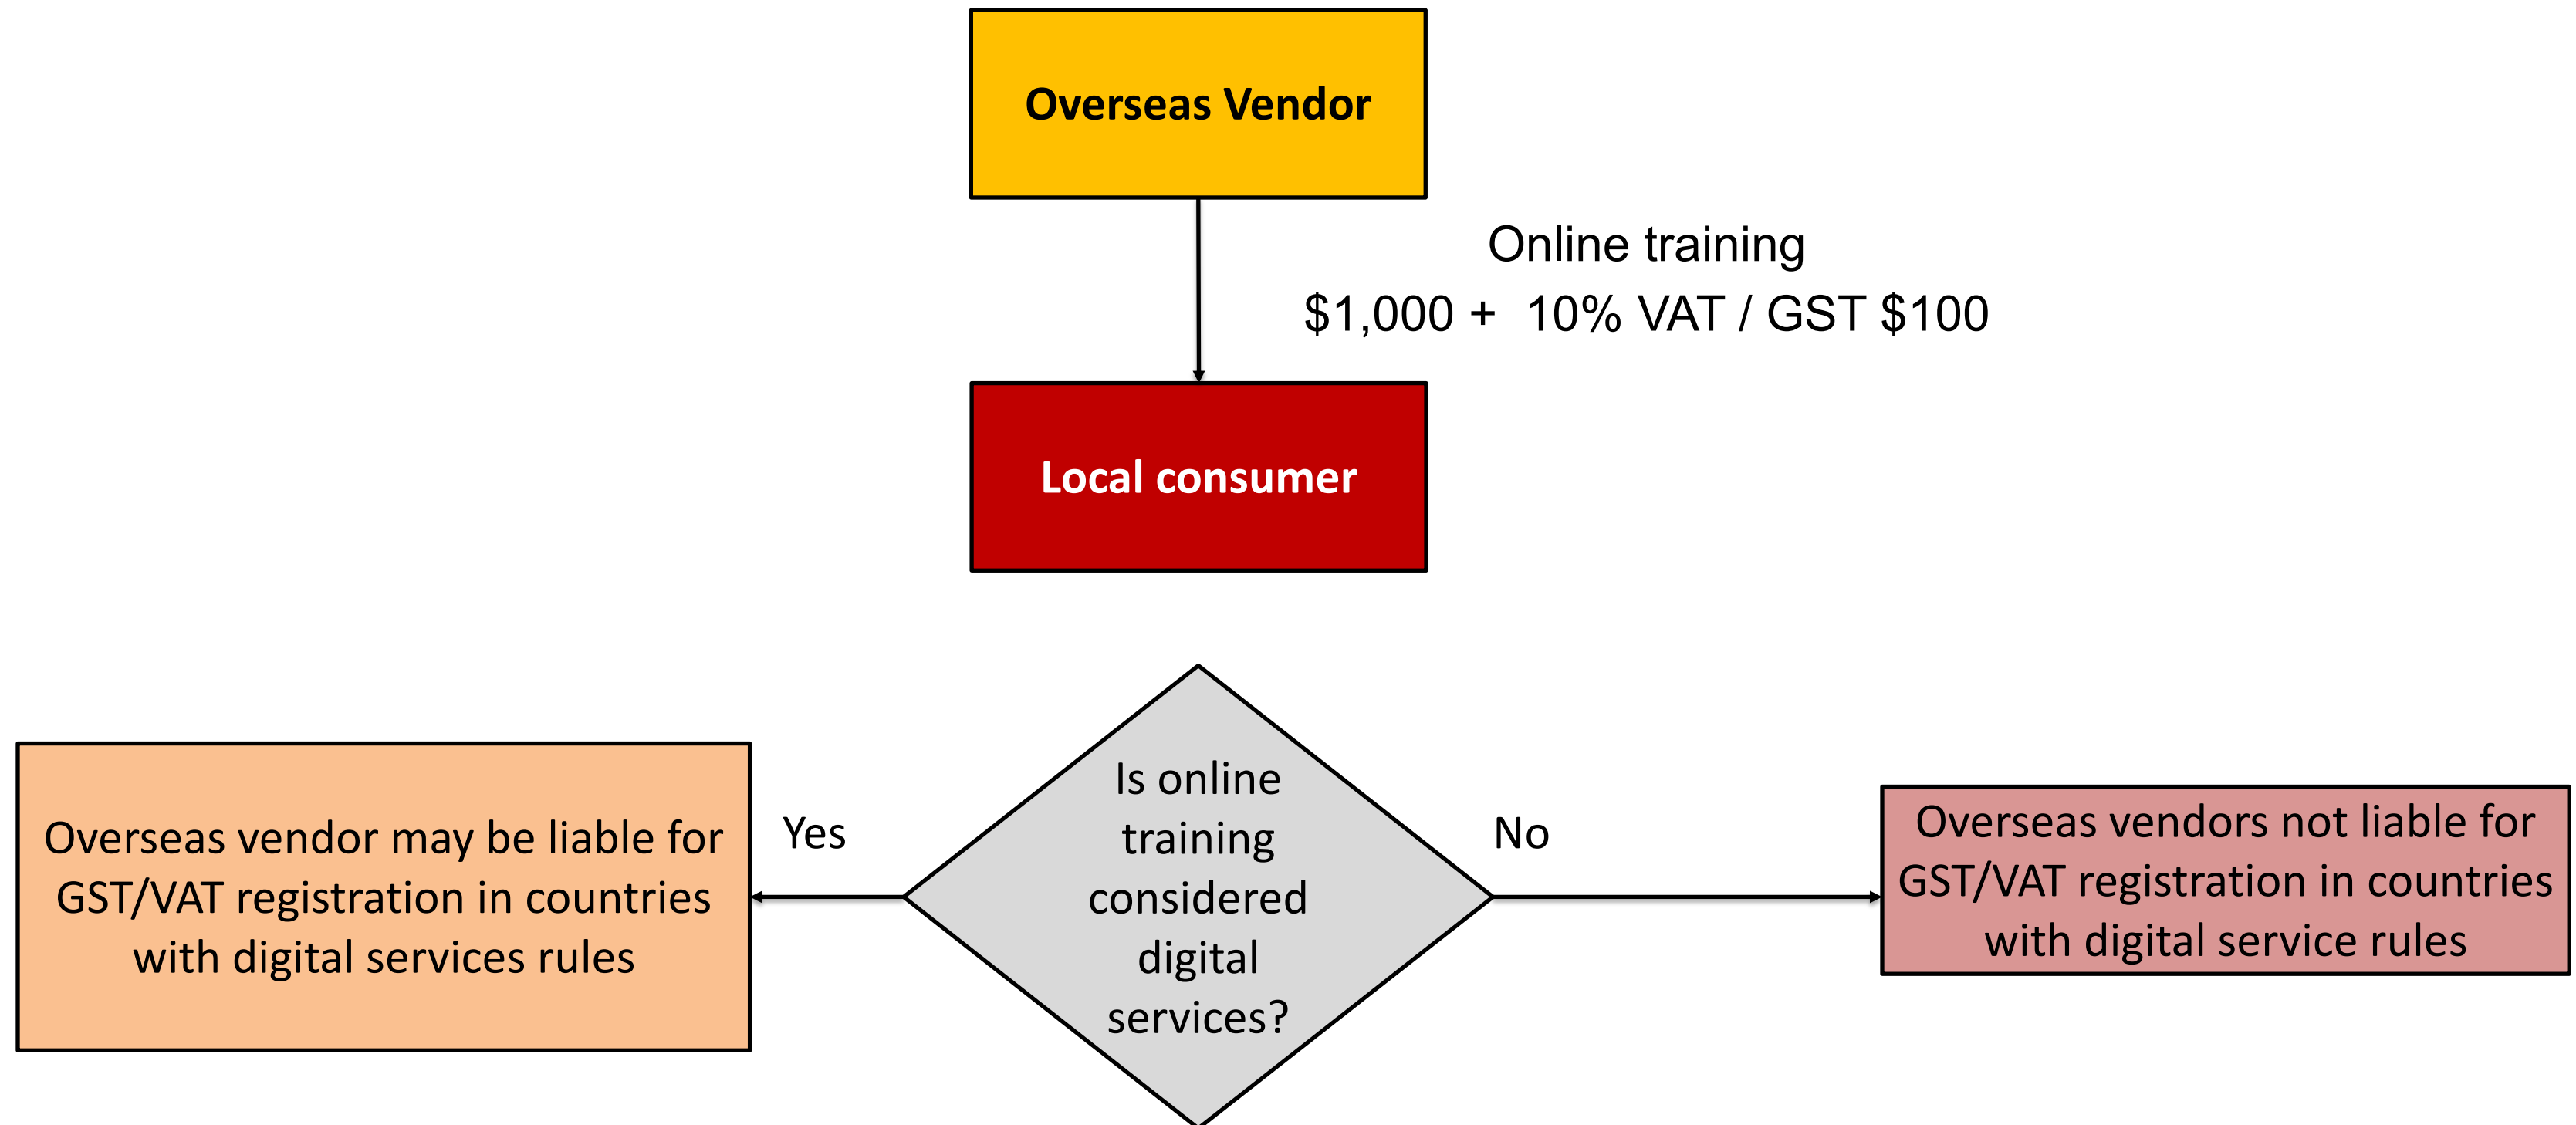 Overseas Vendor
Online training
$1,000 +  10% VAT / GST $100
Local consumer
Is online
training
considered
digital
services?
Yes
Overseas vendor may be liable for
GST/VAT registration in countries
with digital services rules
No
Overseas vendors not liable for
GST/VAT registration in countries
with digital service rules